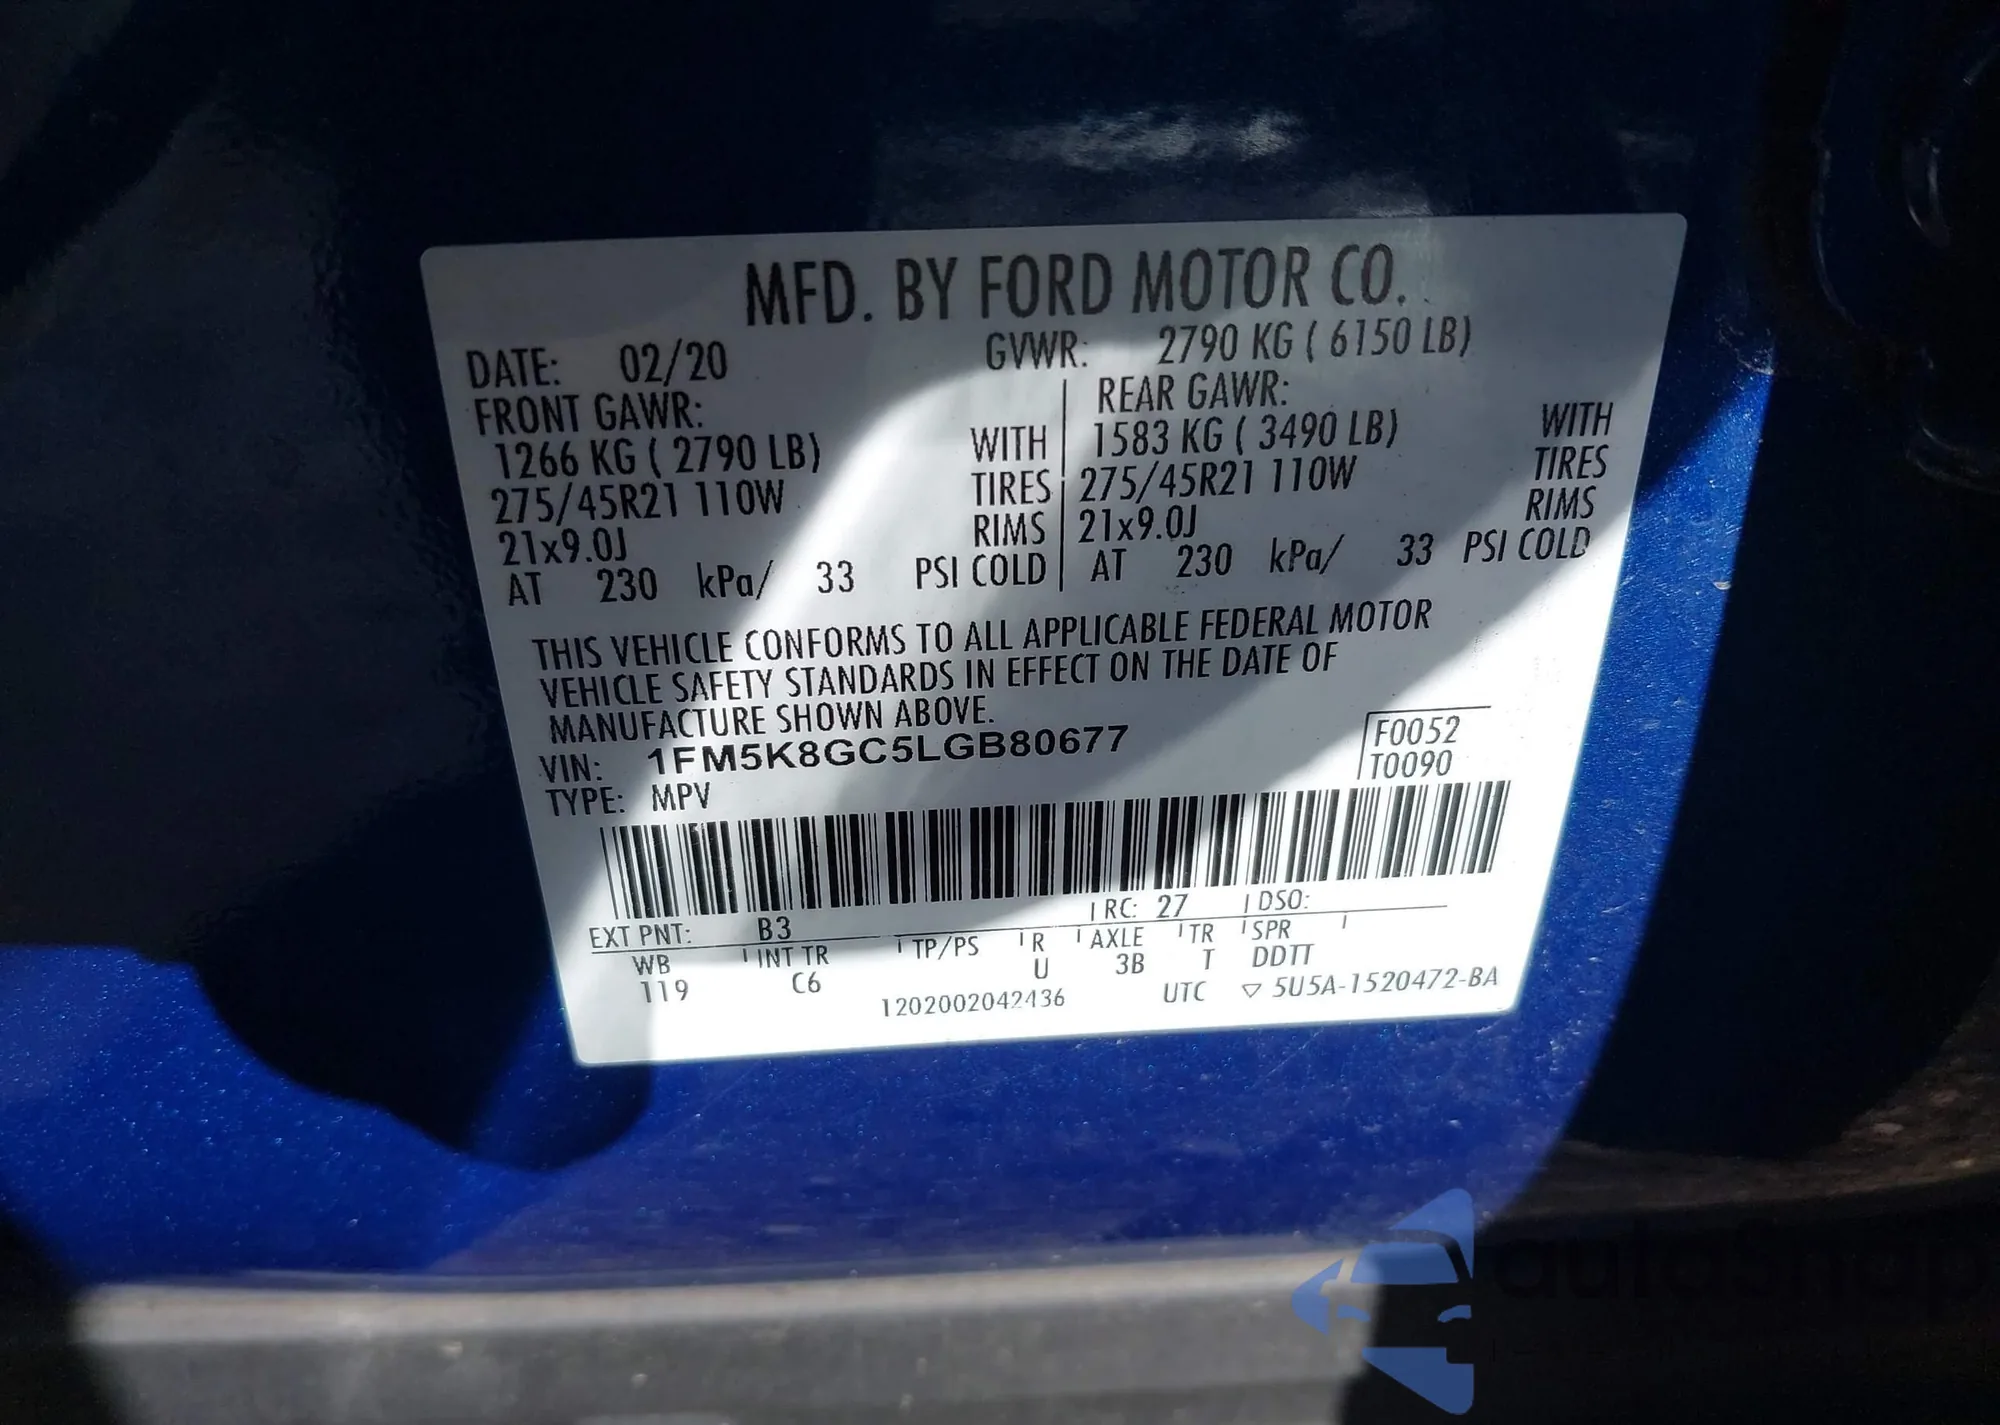 MFD. BY FORD MOTOR CO.
DATE: 02/20 GVWR: 2790 KG ( 6150 LB)
FRONT GAWR: REAR GAWR:
1266 KG ( 2790 LB) WITH 1583 KG ( 3490 LB) WITH
275/45R21 110W TIRES 275/45R21 110W TIRES
21x9.0J RIMS 21x9.0J RIMS
AT 230 kPa/ 33 PSI COLD AT 230 kPa/ 33 PSI COLD
THIS VEHICLE CONFORMS TO ALL APPLICABLE FEDERAL MOTOR
VEHICLE SAFETY STANDARDS IN EFFECT ON THE DATE OF
MANUFACTURE SHOWN ABOVE.
VIN: 1FM5K8GC5LGB80677 F0052
TYPE: MPV T0090
EXT PNT: B3 RC: 27 DSO:
WB INT TR TP/PS R AXLE TR SPR
119 C6 U 3B T DDTT
1202002042436 UTC ▽ 5U5A-1520472-BA
autoShop